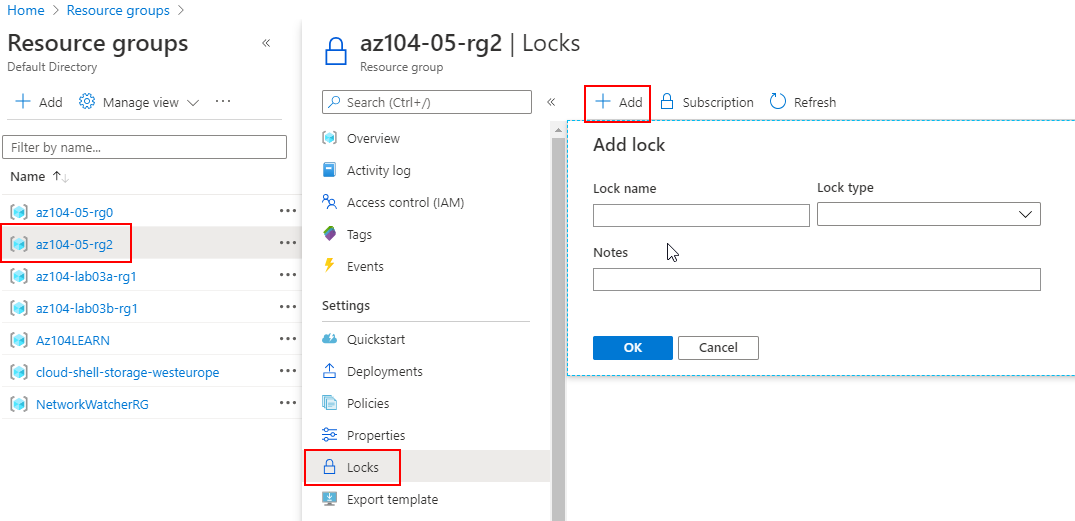 Home > Resource groups >
Resource groups
Default Directory
+ Add
Manage view
...
Filter by name...
Name ↑↓
az104-05-rg0 ...
az104-05-rg2 ...
az104-lab03a-rg1 ...
az104-lab03b-rg1 ...
Az104LEARN ...
cloud-shell-storage-westeurope ...
NetworkWatcherRG ...
az104-05-rg2 | Locks
Resource group
Search (Ctrl+/)
Overview
Activity log
Access control (IAM)
Tags
Events
Settings
Quickstart
Deployments
Policies
Properties
Locks
Export template
+ Add
Subscription
Refresh
Add lock
Lock name
Lock type
Notes
OK
Cancel